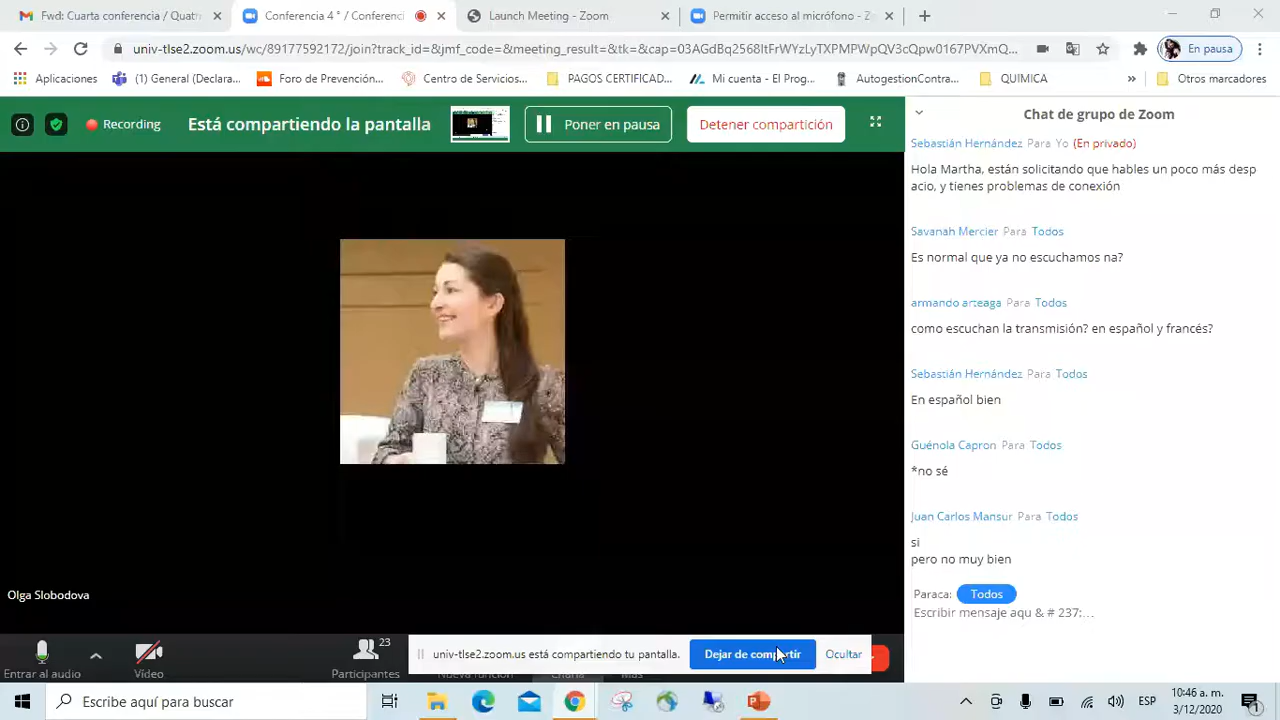 Fwd: Cuarta conferencia / Quatr
Conferencia 4 ° / Conferenci
Launch Meeting - Zoom
Permitir acceso al micrófono - Z
univ-tlse2.zoom.us/wc/89177592172/join?track_id=&jmf_code=&meeting_result=&tk=&cap=03AGdBq2568ItFrWYzLyTXPMPWpQV3cQpw0167PVXmQ...
En pausa
Aplicaciones
(1) General (Declara...
Foro de Prevención...
Centro de Servicios...
PAGOS CERTIFICAD...
Mi cuenta - El Prog...
AutogestionContra...
QUIMICA
»
Otros marcadores
Recording
Está compartiendo la pantalla
Poner en pausa
Detener compartición
Chat de grupo de Zoom
Sebastián Hernández Para Yo (En privado)
Hola Martha, están solicitando que hables un poco más desp
acio, y tienes problemas de conexión
Savanah Mercier Para Todos
Es normal que ya no escuchamos na?
armando arteaga Para Todos
como escuchan la transmisión? en español y francés?
Sebastián Hernández Para Todos
En español bien
Guénola Capron Para Todos
*no sé
Juan Carlos Mansur Para Todos
si
pero no muy bien
Paraca: Todos
Escribir mensaje aqu & # 237:...
Olga Slobodova
Entrar al audio
Vídeo
Participantes
23
univ-tlse2.zoom.us está compartiendo tu pantalla.
Dejar de compartir
Ocultar
Escribe aquí para buscar
ESP
10:46 a. m.
3/12/2020
1